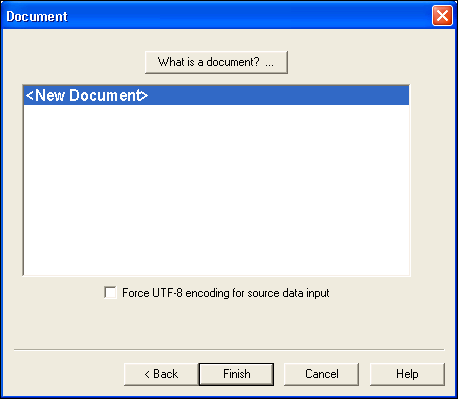 Document
What is a document? ...
<New Document>
Force UTF-8 encoding for source data input
< Back
Finish
Cancel
Help